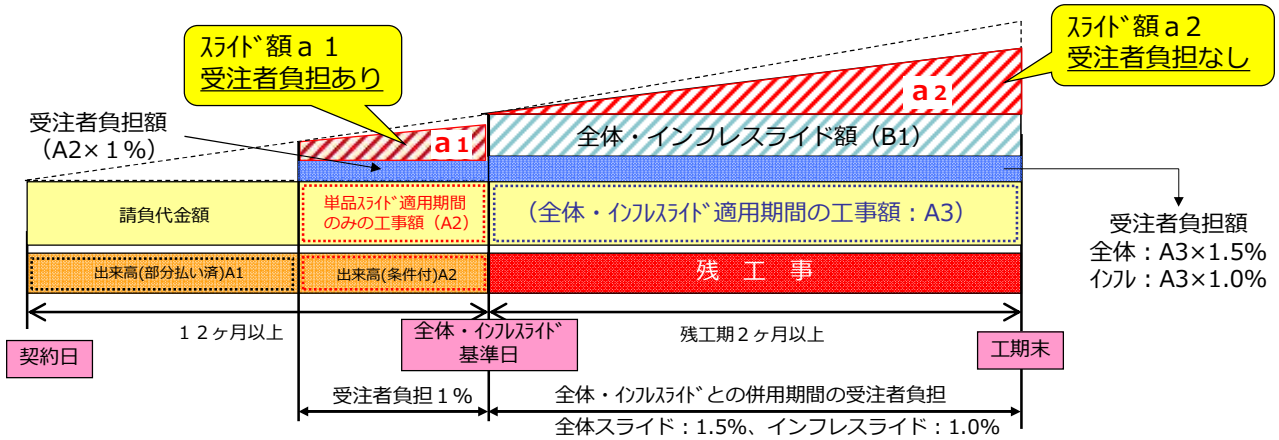 ｽﾗｲﾄﾞ額ａ１
受注者負担あり
ｽﾗｲﾄﾞ額ａ２
受注者負担なし
受注者負担額
（A2×１%）
a1
a2
全体・インフレスライド額（B1）
請負代金額
単品ｽﾗｲﾄﾞ適用期間
のみの工事額（A2）
（全体・ｲﾝﾌﾚｽﾗｲﾄﾞ適用期間の工事額：A3）
受注者負担額
全体：A3×1.5%
ｲﾝﾌﾚ：A3×1.0%
出来高(部分払い済)A1
出来高(条件付)A2
残　工　事
１２ヶ月以上
全体・ｲﾝﾌﾚｽﾗｲﾄﾞ
基準日
残工期２ヶ月以上
契約日
工期末
受注者負担１%
全体・ｲﾝﾌﾚｽﾗｲﾄﾞとの併用期間の受注者負担
全体スライド：1.5%、インフレスライド：1.0%